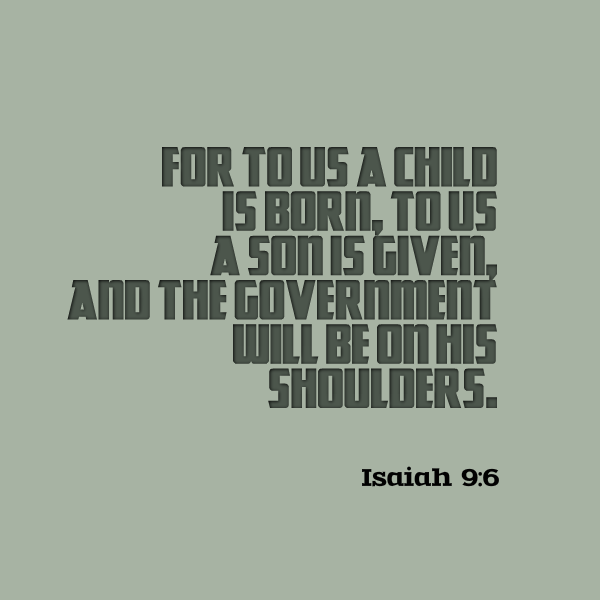 FOR TO US A CHILD
IS BORN, TO US
A SON IS GIVEN,
AND THE GOVERNMENT
WILL BE ON HIS
SHOULDERS.
Isaiah 9:6